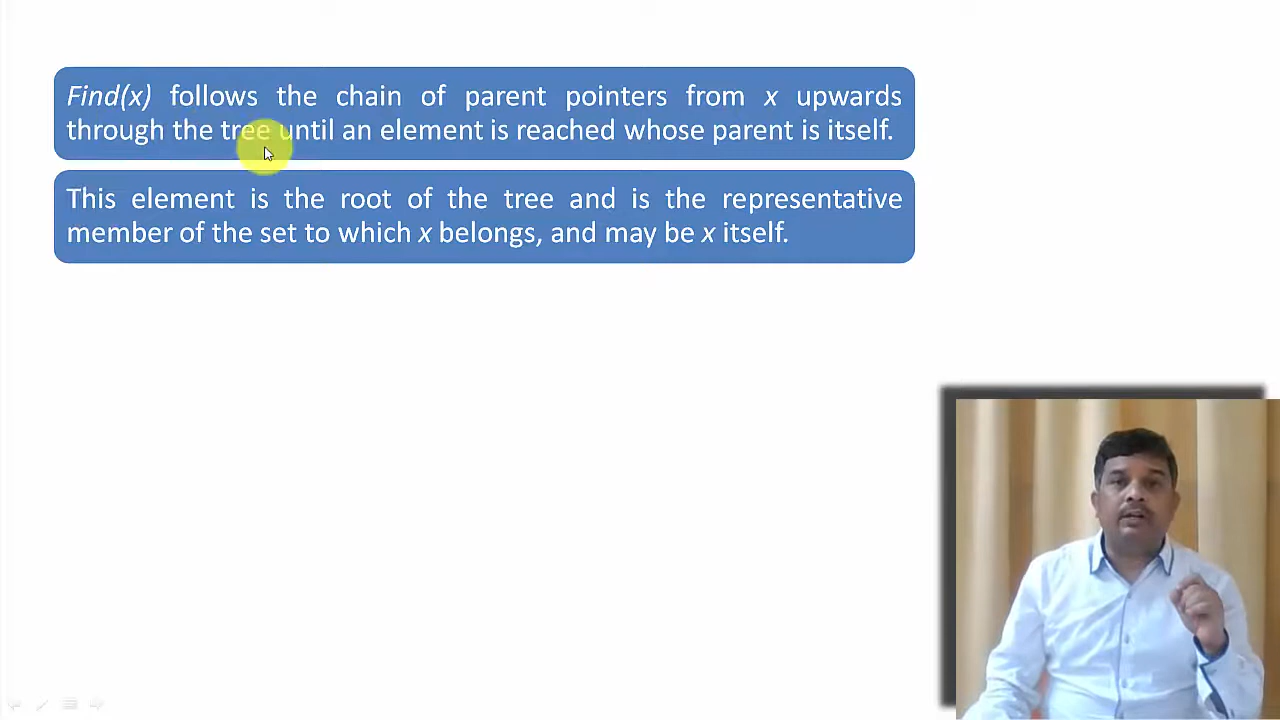 Find(x) follows the chain of parent pointers from x upwards
through the tree until an element is reached whose parent is itself.
This element is the root of the tree and is the representative
member of the set to which x belongs, and may be x itself.